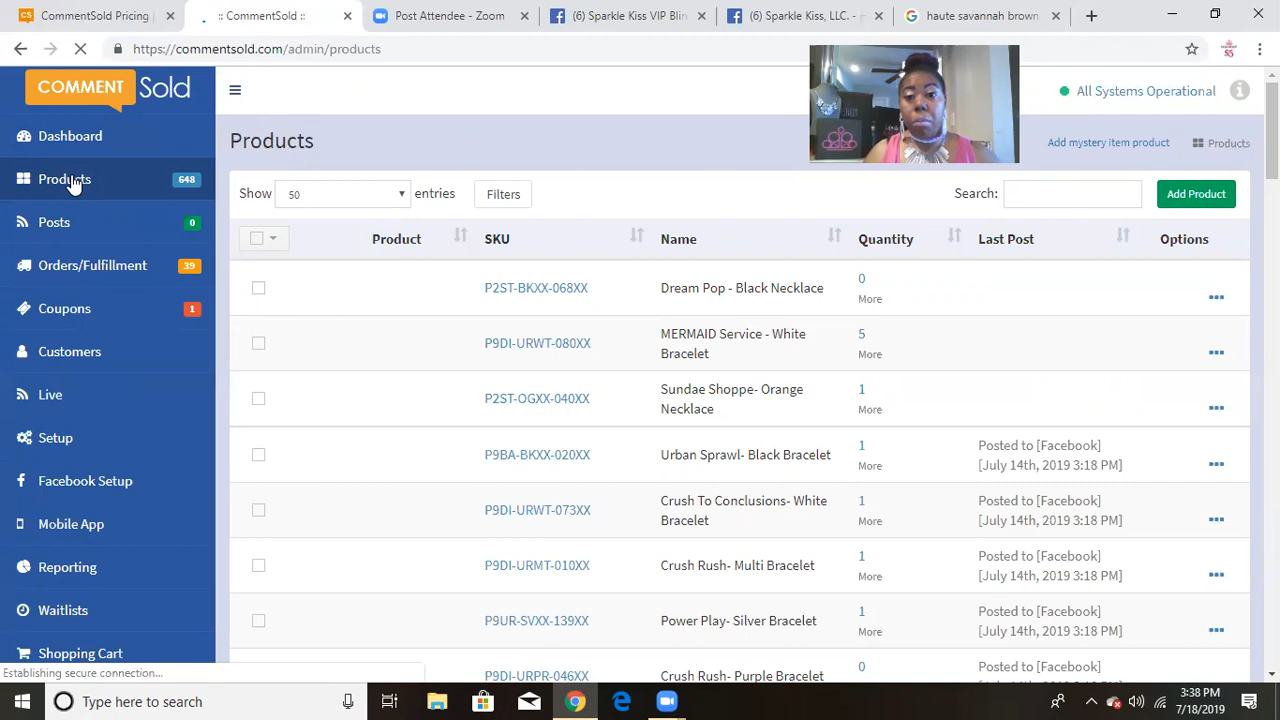 CommentSold Pricing
:: CommentSold ::
Post Attendee - Zoom
(6) Sparkle Kiss VIP Blin
(6) Sparkle Kiss, LLC. -
haute savannah brown
https://commentsold.com/admin/products
COMMENT Sold
All Systems Operational
Dashboard
Products
Add mystery item product
Products
Products 648
Show 50 entries
Filters
Search:
Add Product
Posts 0
Product SKU Name Quantity Last Post Options
Orders/Fulfillment 39
P2ST-BKXX-068XX Dream Pop - Black Necklace 0
More
Coupons 1
P9DI-URWT-080XX MERMAID Service - White Bracelet 5
More
Customers
P2ST-OGXX-040XX Sundae Shoppe- Orange Necklace 1
More
Live
P9BA-BKXX-020XX Urban Sprawl- Black Bracelet 1
More
Posted to [Facebook]
[July 14th, 2019 3:18 PM]
Setup
Facebook Setup
P9DI-URWT-073XX Crush To Conclusions- White Bracelet 1
More
Posted to [Facebook]
[July 14th, 2019 3:18 PM]
Mobile App
P9DI-URMT-010XX Crush Rush- Multi Bracelet 1
More
Posted to [Facebook]
[July 14th, 2019 3:18 PM]
Reporting
Waitlists
P9UR-SVXX-139XX Power Play- Silver Bracelet 1
More
Posted to [Facebook]
[July 14th, 2019 3:18 PM]
Shopping Cart
P9DI-URPR-046XX Crush Rush- Purple Bracelet 0
Posted to [Facebook]
Establishing secure connection...
Type here to search
3:38 PM
7/18/2019